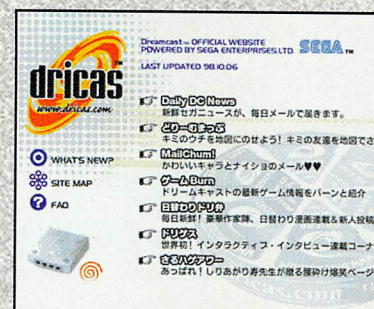 dricas
www.dricas.com
Dreamcast™ OFFICIAL WEBSITE
POWERED BY SEGA ENTERPRISES.LTD. SEGA™
LAST UPDATED 98.10.06
Daily DC News
新鮮セガニュースが、毎日メールで届きます。
どりーむまっぷ
キミのウチを地図にのせよう！キミの友達を地図でさ
MailChum!
かわいいキャラとナイショのメール♥♥
ゲームBurn
ドリームキャストの最新ゲーム情報をバーンと紹介
日替わりドリ丼
毎日新鮮！豪華作家陣、日替わり漫画連載&新人投稿
ドリゲス
世界初！インタラクティブ・インタビュー連載コーナ
さるハゲアワー
あっぱれ！しりあがり寿先生が贈る膝砕け爆笑ページ
WHAT'S NEW?
SITE MAP
FAQ